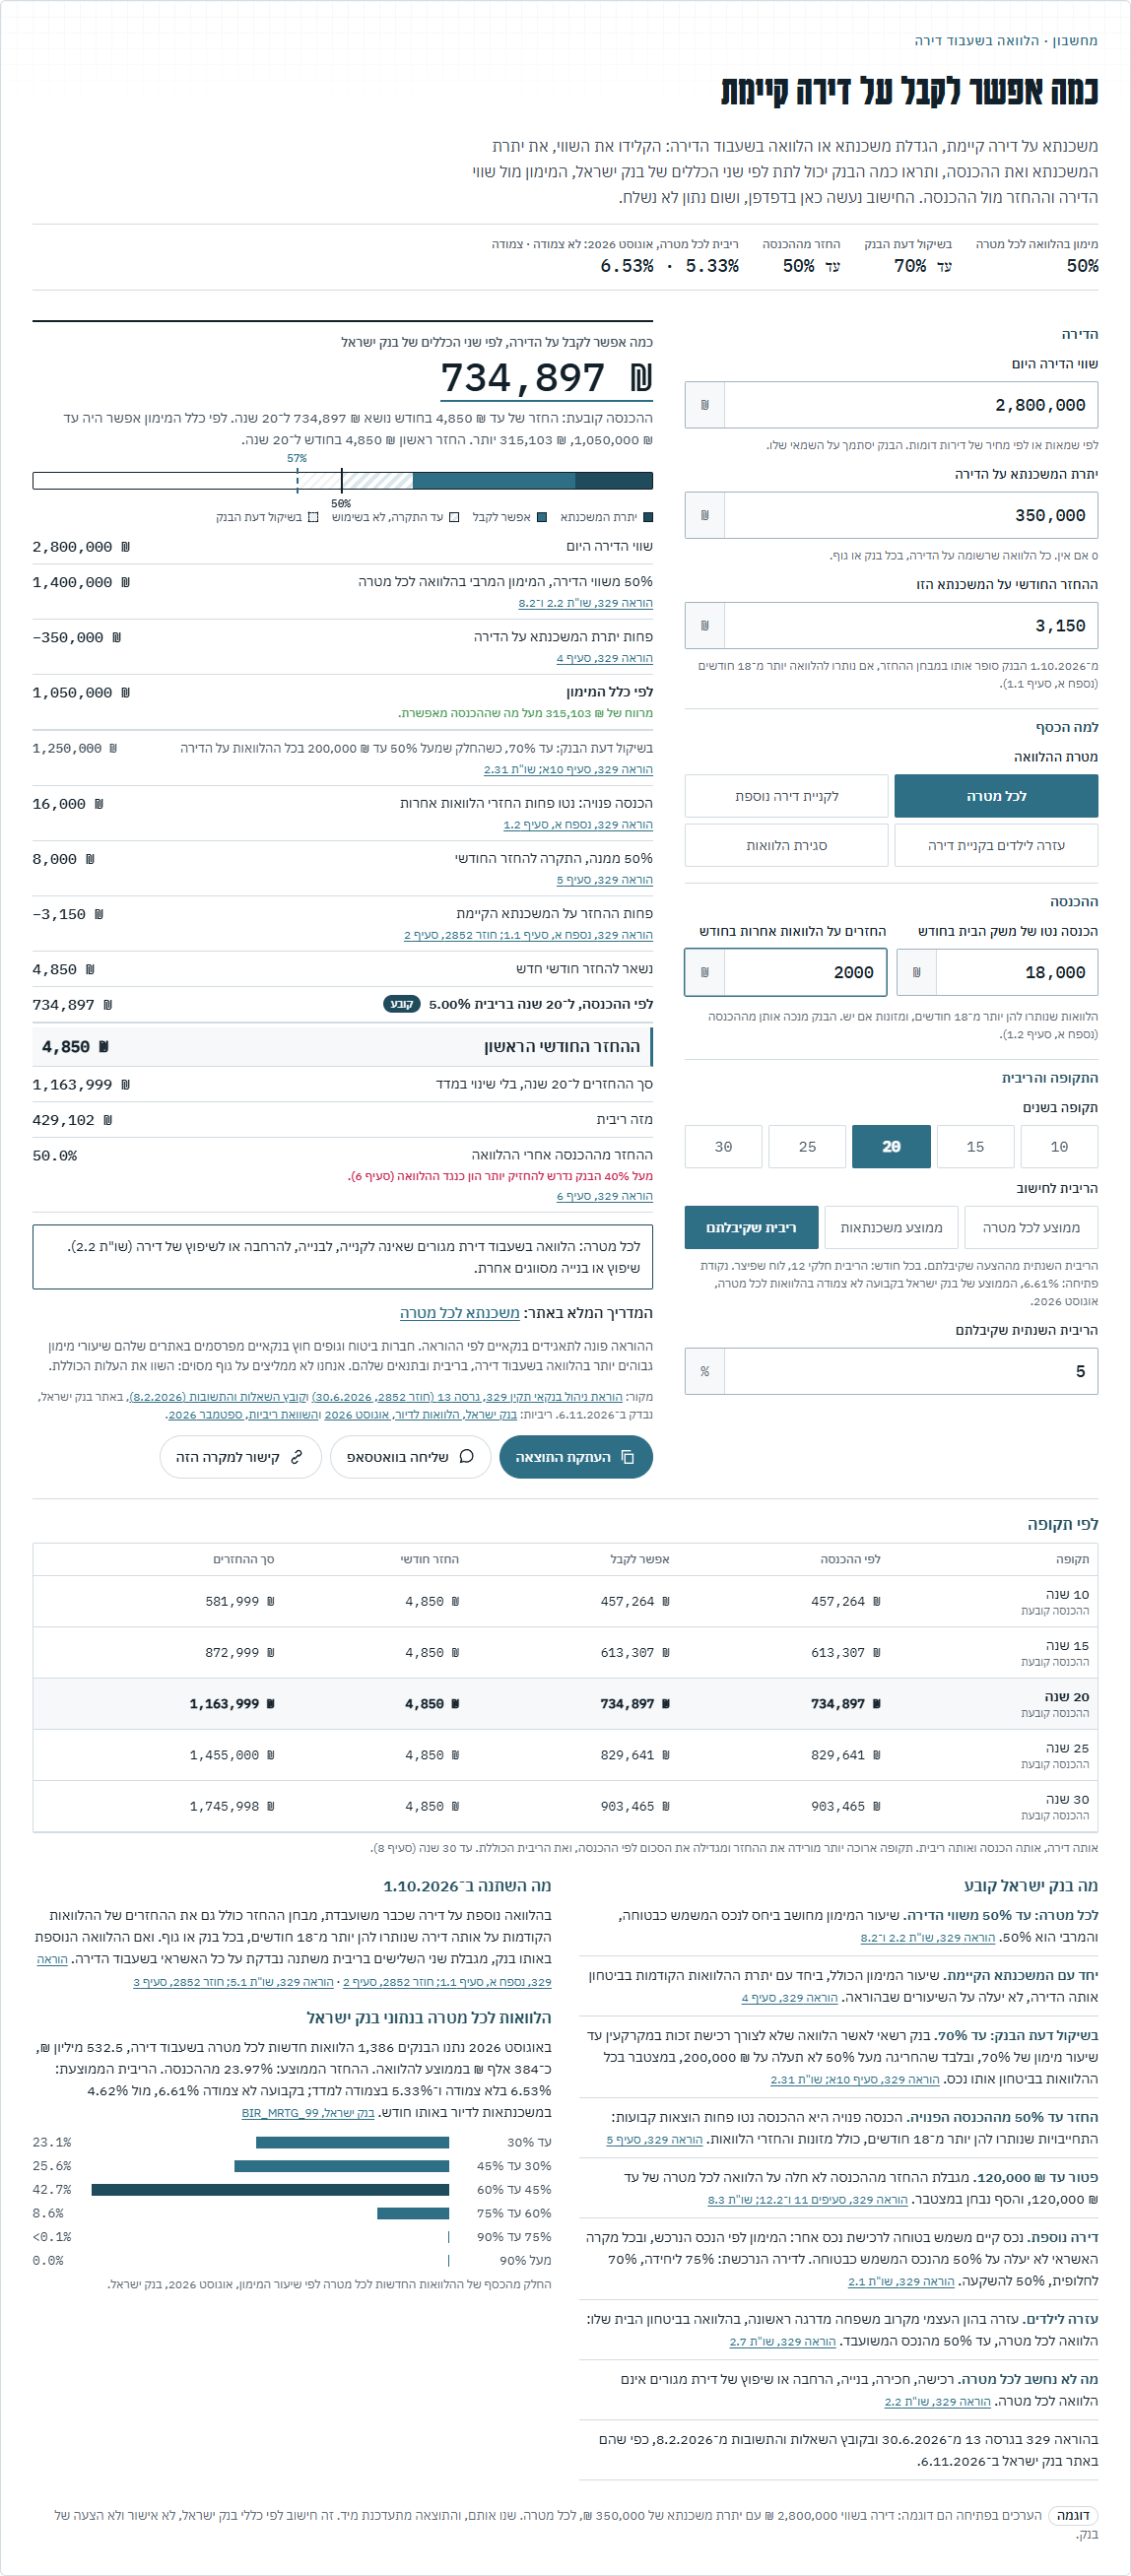 מחשבון · הלוואה בשעבוד דירה
כמה אפשר לקבל על דירה קיימת
משכנתא על דירה קיימת, הגדלת משכנתא או הלוואה בשעבוד הדירה: הקלידו את השווי, את יתרת
המשכנתא ואת ההכנסה, ותראו כמה הבנק יכול לתת לפי שני הכללים של בנק ישראל, המימון מול שווי
הדירה וההחזר מול ההכנסה. החישוב נעשה כאן בדפדפן, ושום נתון לא נשלח.
מימון בהלוואה לכל מטרה
50%
בשיקול דעת הבנק
עד 70%
החזר מההכנסה
עד 50%
ריבית לכל מטרה, אוגוסט 2026: לא צמודה · צמודה
6.53% · 5.33%
הדירה
שווי הדירה היום
2,800,000 ₪
לפי שמאות או לפי מחיר של דירות דומות. הבנק יסתמך על השמאי שלו.
יתרת המשכנתא על הדירה
350,000 ₪
0 אם אין. כל הלוואה שרשומה על הדירה, בכל בנק או גוף.
ההחזר החודשי על המשכנתא הזו
3,150 ₪
מ־1.10.2026 הבנק סופר אותו במבחן ההחזר, אם נותרו להלוואה יותר מ־18 חודשים
(נספח א, סעיף 1.1).
למה הכסף
מטרת ההלוואה
לכל מטרה
לקניית דירה נוספת
עזרה לילדים בקניית דירה
סגירת הלוואות
ההכנסה
הכנסה נטו של משק הבית בחודש
18,000 ₪
החזרים על הלוואות אחרות בחודש
2000 ₪
הלוואות שנותרו להן יותר מ־18 חודשים, ומזונות אם יש. הבנק מנכה אותן מההכנסה
(נספח א, סעיף 1.2).
התקופה והריבית
תקופה בשנים
10
15
20
25
30
הריבית לחישוב
ממוצע לכל מטרה
ממוצע משכנתאות
ריבית שקיבלתם
הריבית השנתית מההצעה שקיבלתם. בכל חודש: הריבית חלקי 12, לוח שפיצר. נקודת
פתיחה: 6.61%, הממוצע של בנק ישראל בקבועה לא צמודה בהלוואות לכל מטרה,
אוגוסט 2026.
הריבית השנתית שקיבלתם
5 %
כמה אפשר לקבל על הדירה, לפי שני הכללים של בנק ישראל
734,897 ₪
ההכנסה קובעת: החזר של עד 4,850 ₪ בחודש נושא 734,897 ₪ ל־20 שנה. לפי כלל המימון אפשר היה עד
1,050,000 ₪, 315,103 ₪ יותר. החזר ראשון 4,850 ₪ בחודש ל־20 שנה.
57%
50%
יתרת המשכנתא
אפשר לקבל
עד התקרה, לא בשימוש
בשיקול דעת הבנק
שווי הדירה היום 2,800,000 ₪
50% משווי הדירה, המימון המרבי בהלוואה לכל מטרה 1,400,000 ₪
הוראה 329, שו"ת 2.2 ו־8.2
פחות יתרת המשכנתא על הדירה −350,000 ₪
הוראה 329, סעיף 4
לפי כלל המימון 1,050,000 ₪
מרווח של 315,103 ₪ מעל מה שההכנסה מאפשרת.
בשיקול דעת הבנק: עד 70%, כשהחלק שמעל 50% עד 200,000 ₪ בכל ההלוואות על הדירה 1,250,000 ₪
הוראה 329, סעיף 10א; שו"ת 2.31
הכנסה פנויה: נטו פחות החזרי הלוואות אחרות 16,000 ₪
הוראה 329, נספח א, סעיף 1.2
50% ממנה, התקרה להחזר החודשי 8,000 ₪
הוראה 329, סעיף 5
פחות ההחזר על המשכנתא הקיימת −3,150 ₪
הוראה 329, נספח א, סעיף 1.1; חוזר 2852, סעיף 2
נשאר להחזר חודשי חדש 4,850 ₪
לפי ההכנסה, ל־20 שנה בריבית 5.00% קובע 734,897 ₪
ההחזר החודשי הראשון 4,850 ₪
סך ההחזרים ל־20 שנה, בלי שינוי במדד 1,163,999 ₪
מזה ריבית 429,102 ₪
ההחזר מההכנסה אחרי ההלוואה 50.0%
מעל 40% הבנק נדרש להחזיק יותר הון כנגד ההלוואה (סעיף 6).
הוראה 329, סעיף 6
לכל מטרה: הלוואה בשעבוד דירת מגורים שאינה לקנייה, לבנייה, להרחבה או לשיפוץ של דירה (שו"ת 2.2).
שיפוץ או בנייה מסווגים אחרת.
המדריך המלא באתר: משכנתא לכל מטרה
ההוראה פונה לתאגידים בנקאיים לפי ההוראה. חברות ביטוח וגופים חוץ בנקאיים מפרסמים באתרים שלהם שיעורי מימון
גבוהים יותר בהלוואה בשעבוד דירה, בריבית ובתנאים שלהם. אנחנו לא ממליצים על גוף מסוים: השוו את העלות הכוללת.
מקור: הוראת ניהול בנקאי תקין 329, גרסה 13 (חוזר 2852, 30.6.2026) וקובץ השאלות והתשובות (8.2.2026), באתר בנק ישראל,
נבדק ב־6.11.2026. ריביות: בנק ישראל, הלוואות לדיור, אוגוסט 2026 והשוואת ריביות, ספטמבר 2026.
העתקת התוצאה
שליחה בוואטסאפ
קישור למקרה הזה
לפי תקופה
תקופה לפי ההכנסה אפשר לקבל החזר חודשי סך ההחזרים
10 שנה 457,264 ₪ 457,264 ₪ 4,850 ₪ 581,999 ₪
ההכנסה קובעת
15 שנה 613,307 ₪ 613,307 ₪ 4,850 ₪ 872,999 ₪
ההכנסה קובעת
20 שנה 734,897 ₪ 734,897 ₪ 4,850 ₪ 1,163,999 ₪
ההכנסה קובעת
25 שנה 829,641 ₪ 829,641 ₪ 4,850 ₪ 1,455,000 ₪
ההכנסה קובעת
30 שנה 903,465 ₪ 903,465 ₪ 4,850 ₪ 1,745,998 ₪
ההכנסה קובעת
אותה דירה, אותה הכנסה ואותה ריבית. תקופה ארוכה יותר מורידה את ההחזר ומגדילה את הסכום לפי ההכנסה, ואת הריבית הכוללת. עד 30 שנה (סעיף 8).
מה בנק ישראל קובע
לכל מטרה: עד 50% משווי הדירה. שיעור המימון מחושב ביחס לנכס המשמש כבטוחה,
והמרבי הוא 50%. הוראה 329, שו"ת 2.2 ו־8.2
יחד עם המשכנתא הקיימת. שיעור המימון הכולל, ביחד עם יתרת ההלוואות הקודמות בביטחון
אותה הדירה, לא יעלה על השיעורים שבהוראה. הוראה 329, סעיף 4
בשיקול דעת הבנק: עד 70%. בנק רשאי לאשר הלוואה שלא לצורך רכישת זכות במקרקעין עד
שיעור מימון של 70%, ובלבד שהחריגה מעל 50% לא תעלה על 200,000 ₪, במצטבר בכל
ההלוואות בביטחון אותו נכס. הוראה 329, סעיף 10א; שו"ת 2.31
החזר עד 50% מההכנסה הפנויה. הכנסה פנויה היא ההכנסה נטו פחות הוצאות קבועות:
התחייבויות שנותרו להן יותר מ־18 חודשים, כולל מזונות והחזרי הלוואות. הוראה 329, סעיף 5
פטור עד 120,000 ₪. מגבלת ההחזר מההכנסה לא חלה על הלוואה לכל מטרה של עד
120,000 ₪, והסף נבחן במצטבר. הוראה 329, סעיפים 11 ו־12.2; שו"ת 8.3
דירה נוספת. נכס קיים משמש בטוחה לרכישת נכס אחר: המימון לפי הנכס הנרכש, ובכל מקרה
האשראי לא יעלה על 50% מהנכס המשמש כבטוחה. לדירה הנרכשת: 75% ליחידה, 70%
לחלופית, 50% להשקעה. הוראה 329, שו"ת 2.1
עזרה לילדים. עזרה בהון העצמי מקרוב משפחה מדרגה ראשונה, בהלוואה בביטחון הבית שלו:
הלוואה לכל מטרה, עד 50% מהנכס המשועבד. הוראה 329, שו"ת 2.7
מה לא נחשב לכל מטרה. רכישה, חכירה, בנייה, הרחבה או שיפוץ של דירת מגורים אינם
הלוואה לכל מטרה. הוראה 329, שו"ת 2.2
בהוראה 329 בגרסה 13 מ־30.6.2026 ובקובץ השאלות והתשובות מ־8.2.2026, כפי שהם
באתר בנק ישראל ב־6.11.2026.
מה השתנה ב־1.10.2026
בהלוואה נוספת על דירה שכבר משועבדת, מבחן ההחזר כולל גם את ההחזרים של ההלוואות
הקודמות על אותה דירה שנותרו להן יותר מ־18 חודשים, בכל בנק או גוף. ואם ההלוואה הנוספת
באותו בנק, מגבלת שני השלישים בריבית משתנה נבדקת על כל האשראי בשעבוד הדירה. הוראה
329, נספח א, סעיף 1.1; חוזר 2852, סעיף 2 · הוראה 329, שו"ת 5.1; חוזר 2852, סעיף 3
הלוואות לכל מטרה בנתוני בנק ישראל
באוגוסט 2026 נתנו הבנקים 1,386 הלוואות חדשות לכל מטרה בשעבוד דירה, 532.5 מיליון ₪,
כ־384 אלף ₪ בממוצע להלוואה. ההחזר הממוצע: 23.97% מההכנסה. הריבית הממוצעת:
6.53% בלא צמודה ו־5.33% בצמודה למדד; בקבועה לא צמודה 6.61%, מול 4.62%
במשכנתאות לדיור באותו חודש. בנק ישראל, BIR_MRTG_99
עד 30% 23.1%
30% עד 45% 25.6%
45% עד 60% 42.7%
60% עד 75% 8.6%
75% עד 90% <0.1%
מעל 90% 0.0%
החלק מהכסף של ההלוואות החדשות לכל מטרה לפי שיעור המימון, אוגוסט 2026, בנק ישראל.
דוגמה הערכים בפתיחה הם דוגמה: דירה בשווי 2,800,000 ₪ עם יתרת משכנתא של 350,000 ₪, לכל מטרה. שנו אותם, והתוצאה מתעדכנת מיד. זה חישוב לפי כללי בנק ישראל, לא אישור ולא הצעה של
בנק.